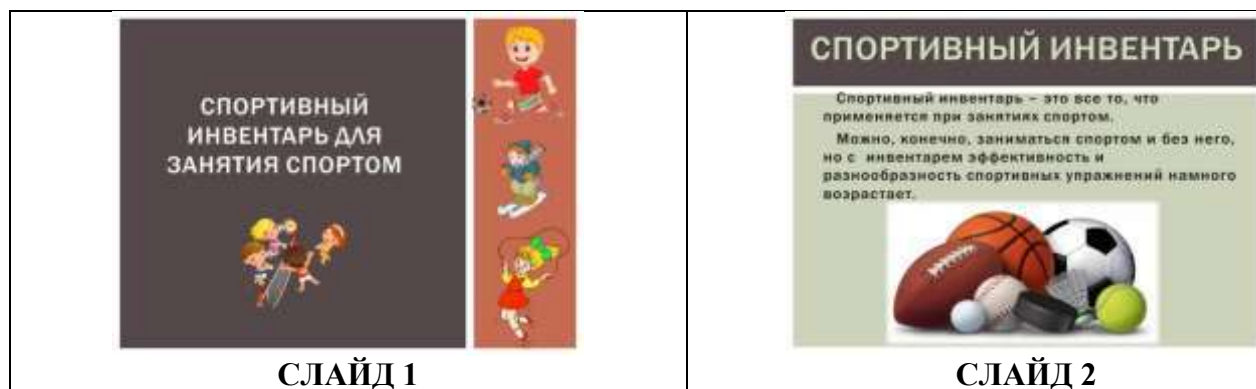 СПОРТИВНЫЙ
ИНВЕНТАРЬ ДЛЯ
ЗАНЯТИЯ СПОРТОМ
СЛАЙД 1
СПОРТИВНЫЙ ИНВЕНТАРЬ
Спортивный инвентарь – это все то, что
применяется при занятиях спортом.
Можно, конечно, заниматься спортом и без него,
но с инвентарем эффективность и
разнообразность спортивных упражнений намного
возрастает.
СЛАЙД 2